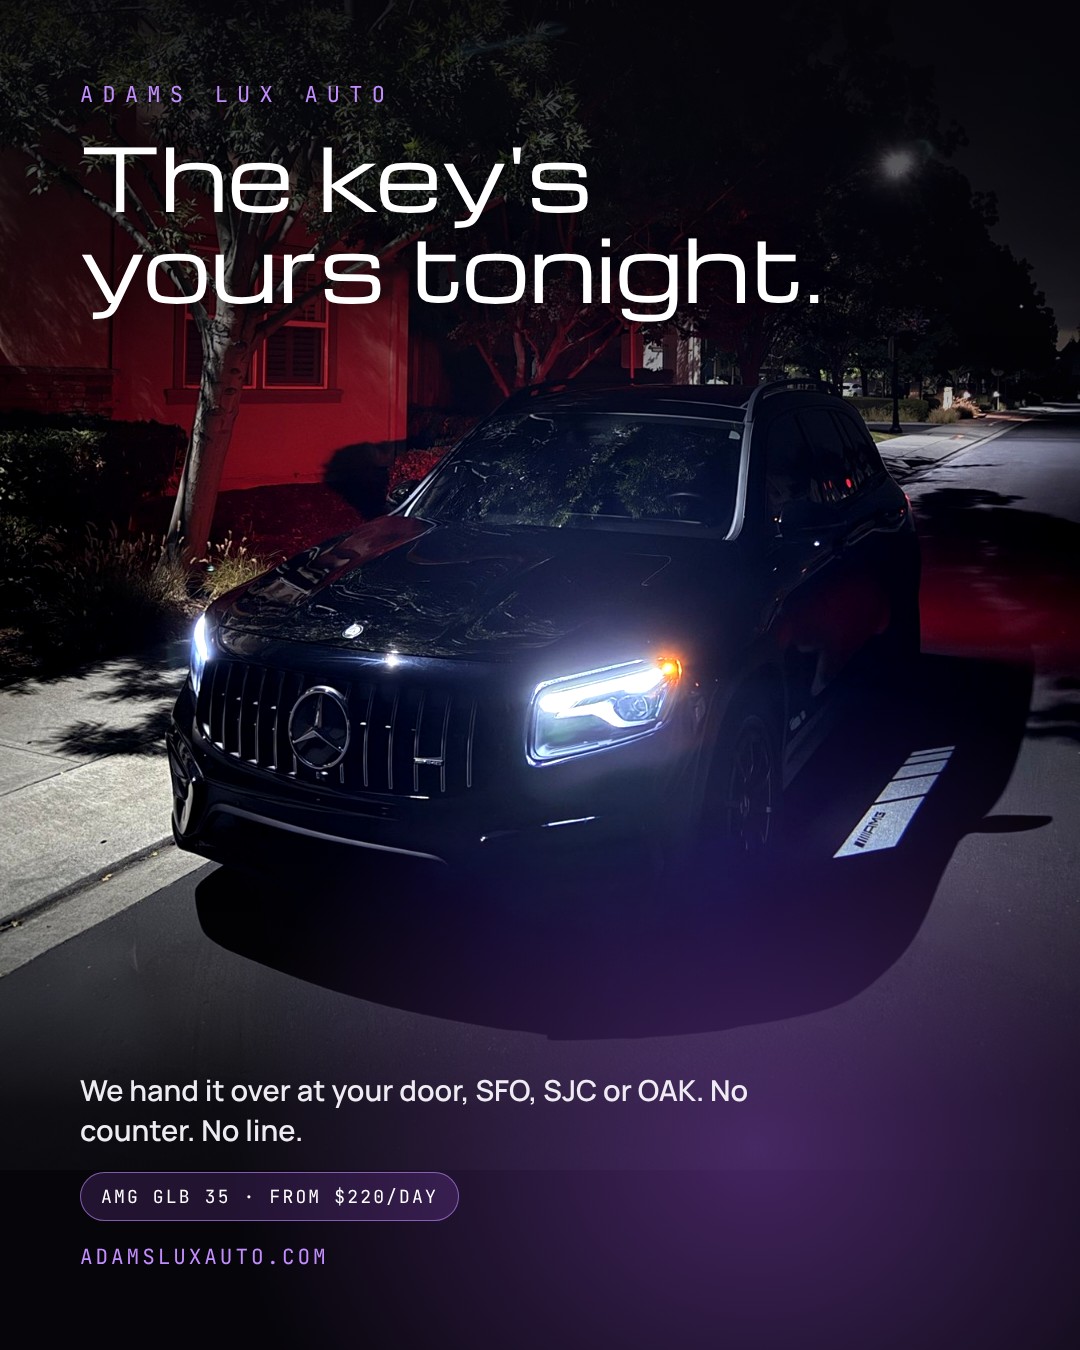 ADAMS LUX AUTO
The key's
yours tonight.
AMG
We hand it over at your door, SFO, SJC or OAK. No
counter. No line.
AMG GLB 35 · FROM $220/DAY
ADAMSLUXAUTO.COM